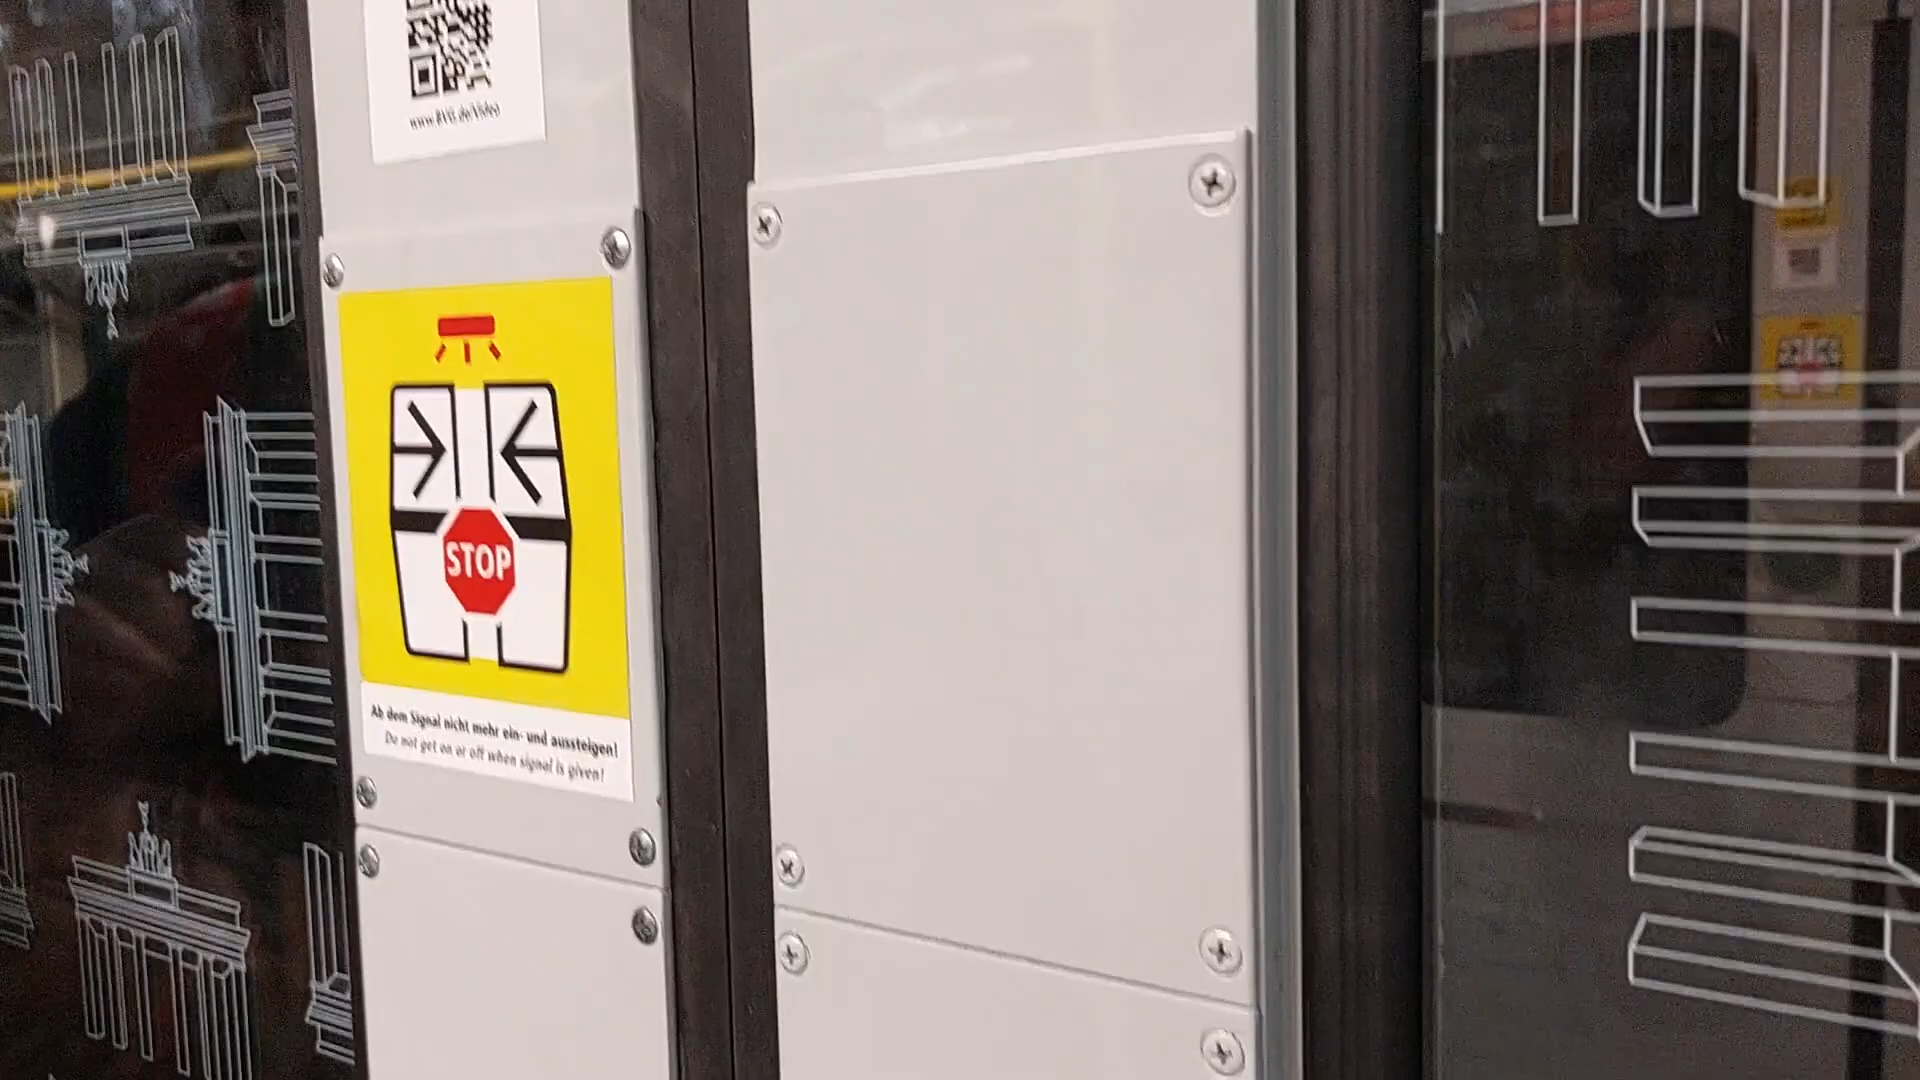 www.BVG.de/Video
STOP
Ab dem Signal nicht mehr ein- und aussteigen!
Do not get on or off when signal is given!